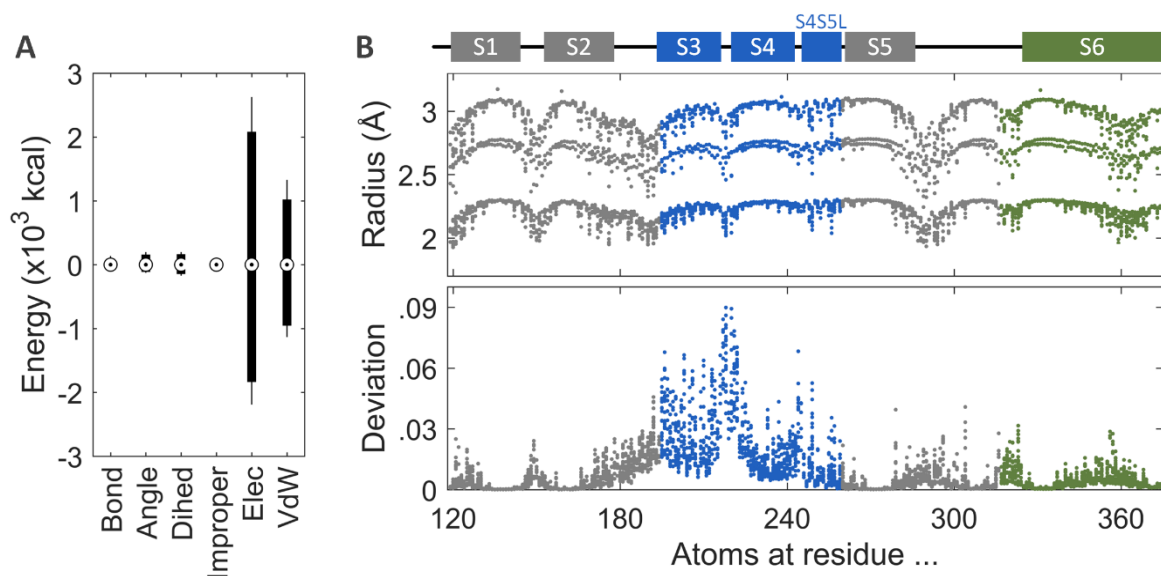 A
Energy (x10³ kcal)
3
2
1
0
-1
-2
-3
Bond
Angle
Dihed
Improper
Elec
VdW
B
S4S5L
S1 S2 S3 S4 S5 S6
Radius (Å)
3
2.5
2
Deviation
.09
.06
.03
0
120 180 240 300 360
Atoms at residue ...